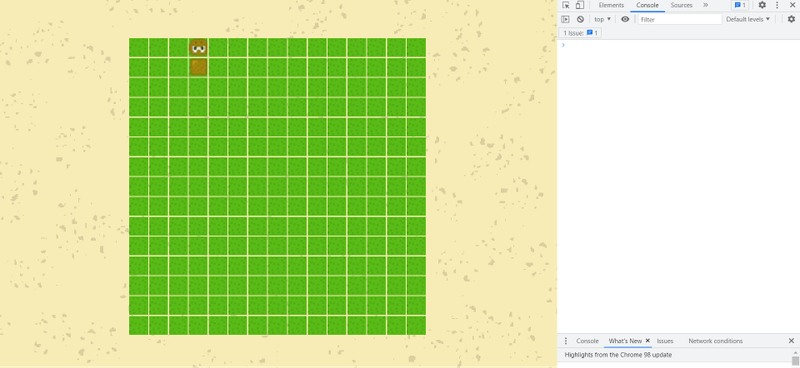 Elements Console Sources » 1
top Filter Default levels
1 Issue: 1
Console What's New Issues Network conditions
Highlights from the Chrome 98 update